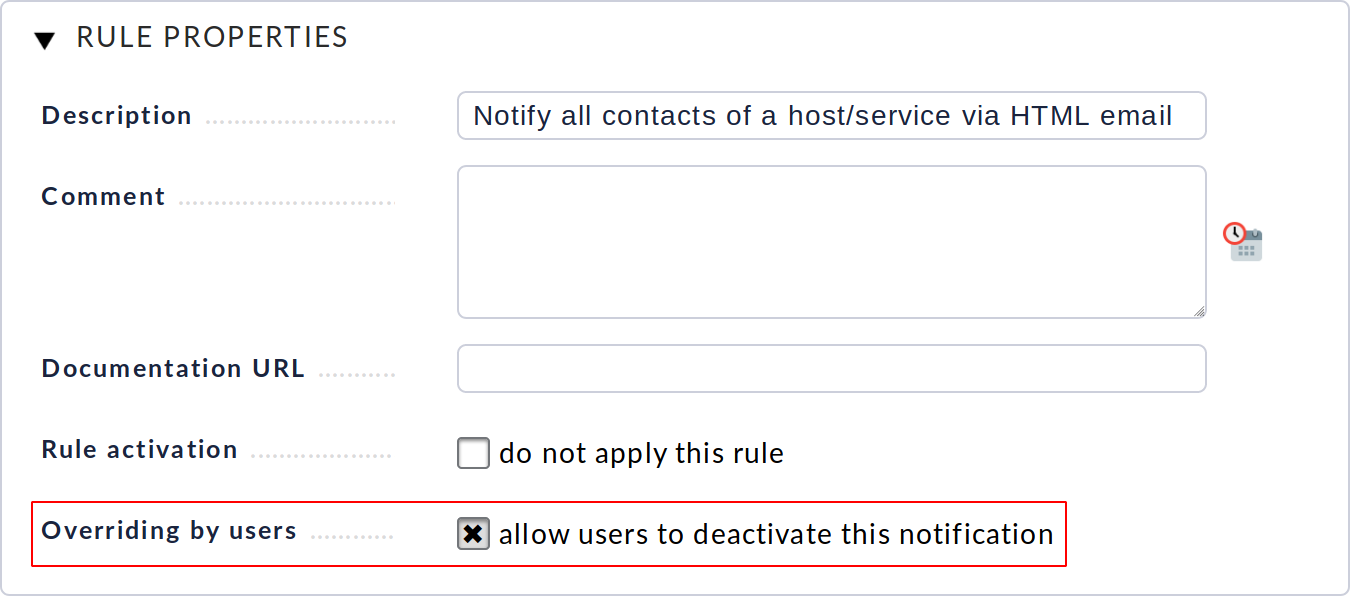 RULE PROPERTIES
Description
Notify all contacts of a host/service via HTML email
Comment
Documentation URL
Rule activation
do not apply this rule
Overriding by users
allow users to deactivate this notification